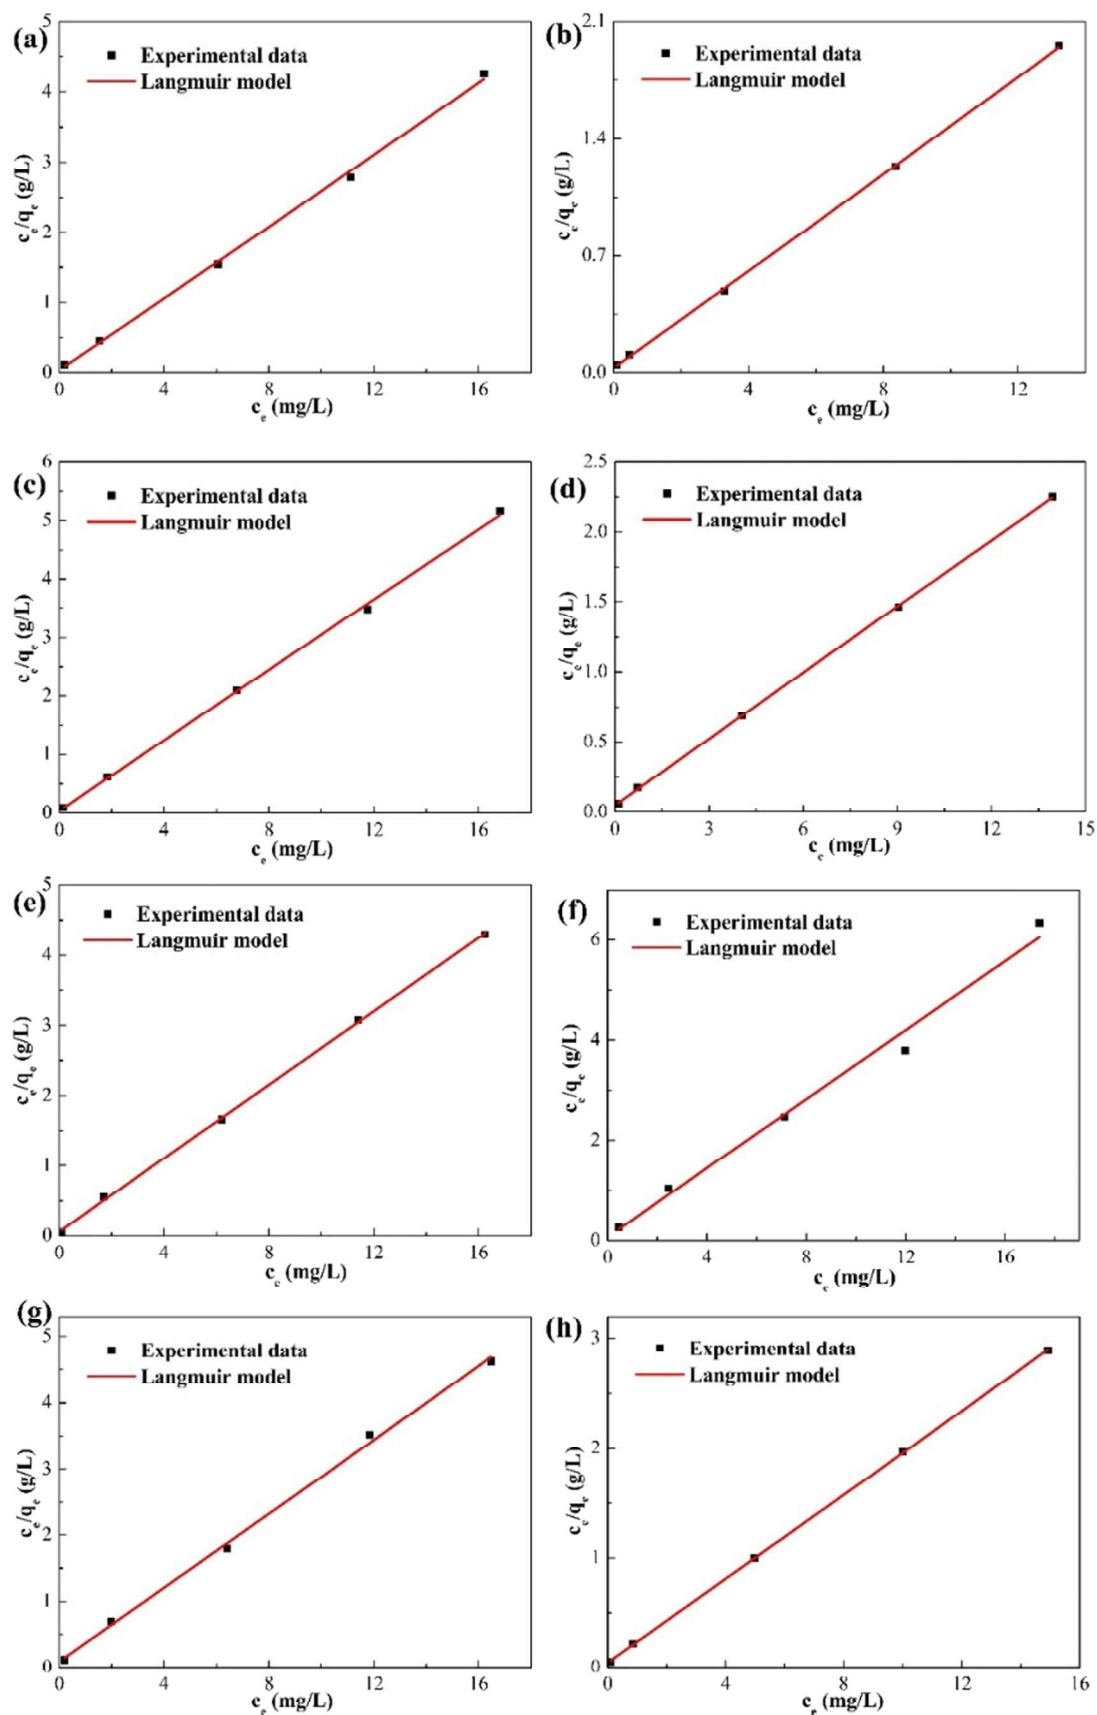 (a)
Experimental data
Langmuir model
5
4
3
2
1
0
cₑ/qₑ (g/L)
0 4 8 12 16
cₑ (mg/L)
(b)
Experimental data
Langmuir model
2.1
1.4
0.7
0.0
cₑ/qₑ (g/L)
0 4 8 12
cₑ (mg/L)
(c)
Experimental data
Langmuir model
6
5
4
3
2
1
0
cₑ/qₑ (g/L)
0 4 8 12 16
cₑ (mg/L)
(d)
Experimental data
Langmuir model
2.5
2.0
1.5
1.0
0.5
0.0
cₑ/qₑ (g/L)
0 3 6 9 12 15
cₑ (mg/L)
(e)
Experimental data
Langmuir model
5
4
3
2
1
0
cₑ/qₑ (g/L)
0 4 8 12 16
cₑ (mg/L)
(f)
Experimental data
Langmuir model
6
4
2
0
cₑ/qₑ (g/L)
0 4 8 12 16
cₑ (mg/L)
(g)
Experimental data
Langmuir model
5
4
3
2
1
0
cₑ/qₑ (g/L)
0 4 8 12 16
cₑ (mg/L)
(h)
Experimental data
Langmuir model
3
2
1
0
cₑ/qₑ (g/L)
0 4 8 12 16
cₑ (mg/L)